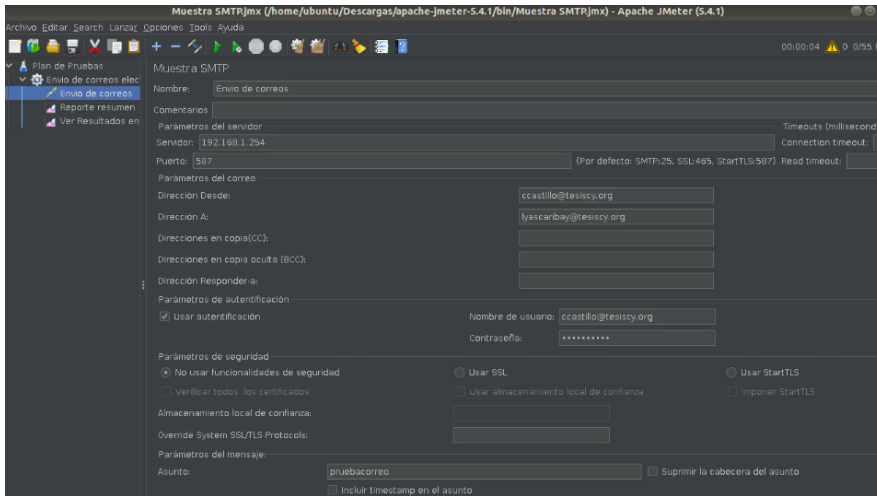 Muestra SMTP.jmx (/home/ubuntu/Descargas/apache-jmeter-5.4.1/bin/Muestra SMTP.jmx) - Apache JMeter (5.4.1)
Archivo Editar Search Lanzar Opciones Tools Ayuda
00:00:04 0 0/55
Plan de Pruebas
Envio de correos elec
Envio de correos
Reporte resumen
Ver Resultados en
Muestra SMTP
Nombre: Envio de correos
Comentarios
Parámetros del servidor Timeouts (millisecond
Servidor: 192.168.1.254 Connection timeout:
Puerto: 587 (Por defecto: SMTP:25, SSL:465, StartTLS:587) Read timeout:
Parámetros del correo
Dirección Desde: ccastillo@tesiscy.org
Dirección A: lyascaribay@tesiscy.org
Direcciones en copia(CC):
Direcciones en copia oculta (BCC):
Dirección Responder-a:
Parámetros de autentificación
Usar autentificación Nombre de usuario: ccastillo@tesiscy.org
Contraseña: ••••••••••
Parámetros de seguridad
No usar funcionalidades de seguridad Usar SSL Usar StartTLS
Verificar todos los certificados Usar almacenamiento local de confianza Imponer StartTLS
Almacenamiento local de confianza:
Override System SSL/TLS Protocols:
Parámetros del mensaje:
Asunto: pruebacorreo Suprimir la cabecera del asunto
Incluir timestamp en el asunto